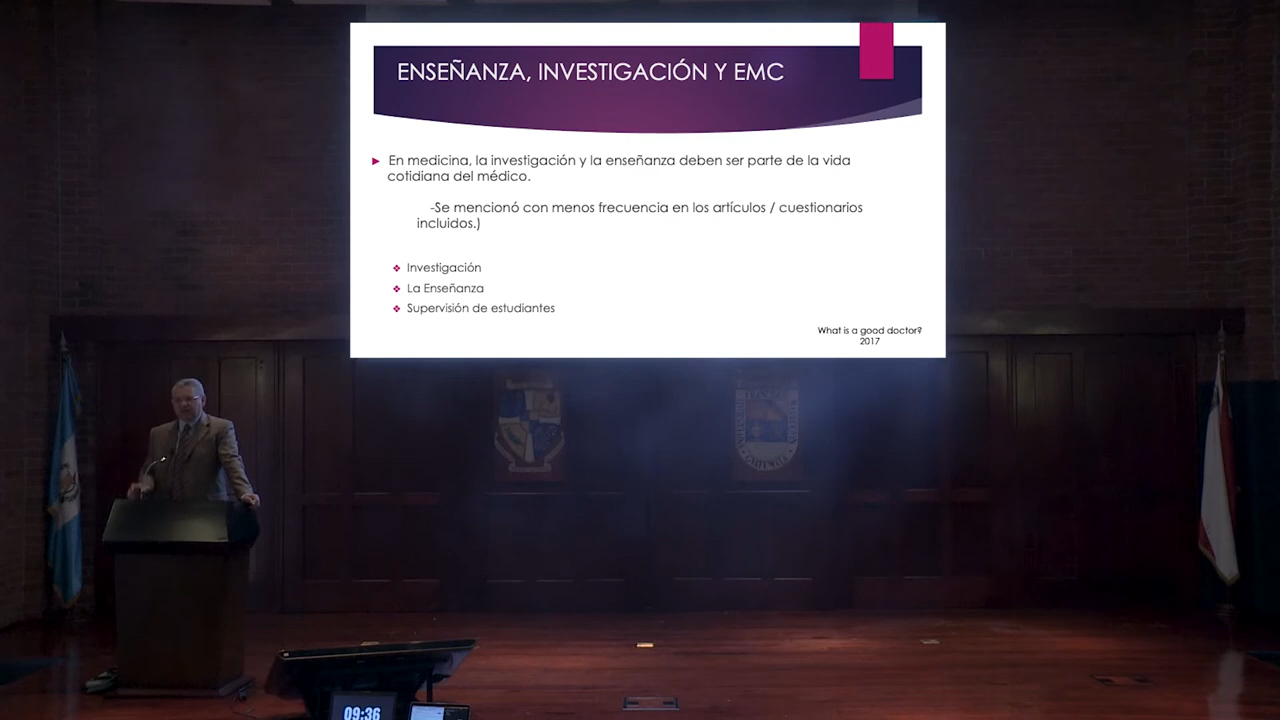 ENSEÑANZA, INVESTIGACIÓN Y EMC
En medicina, la investigación y la enseñanza deben ser parte de la vida
cotidiana del médico.
-Se mencionó con menos frecuencia en los artículos / cuestionarios
incluidos.)
Investigación
La Enseñanza
Supervisión de estudiantes
What is a good doctor?
2017
09:36